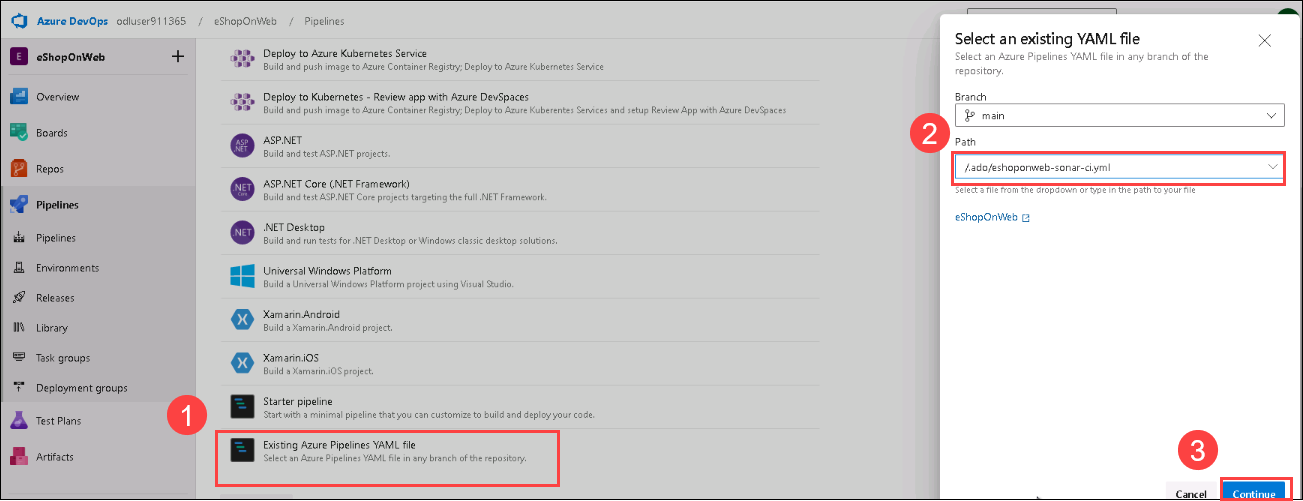 Azure DevOps odluser911365 / eShopOnWeb / Pipelines
E eShopOnWeb +
Overview
Boards
Repos
Pipelines
Pipelines
Environments
Releases
Library
Task groups
Deployment groups
Test Plans
Artifacts
Deploy to Azure Kubernetes Service
Build and push image to Azure Container Registry; Deploy to Azure Kubernetes Service
Deploy to Kubernetes - Review app with Azure DevSpaces
Build and push image to Azure Container Registry; Deploy to Azure Kuberentes Services and setup Review App with Azure DevSpaces
ASP.NET
Build and test ASP.NET projects.
ASP.NET Core (.NET Framework)
Build and test ASP.NET Core projects targeting the full .NET Framework.
.NET Desktop
Build and run tests for .NET Desktop or Windows classic desktop solutions.
Universal Windows Platform
Build a Universal Windows Platform project using Visual Studio.
Xamarin.Android
Build a Xamarin.Android project.
Xamarin.iOS
Build a Xamarin.iOS project.
Starter pipeline
Start with a minimal pipeline that you can customize to build and deploy your code.
1
Existing Azure Pipelines YAML file
Select an Azure Pipelines YAML file in any branch of the repository.
ASP
.NET
.NET
Core
.NET
Select an existing YAML file
Select an Azure Pipelines YAML file in any branch of the
repository.
Branch
main
2
Path
/.ado/eshoponweb-sonar-ci.yml
Select a file from the dropdown or type in the path to your file
eShopOnWeb
3
Cancel Continue